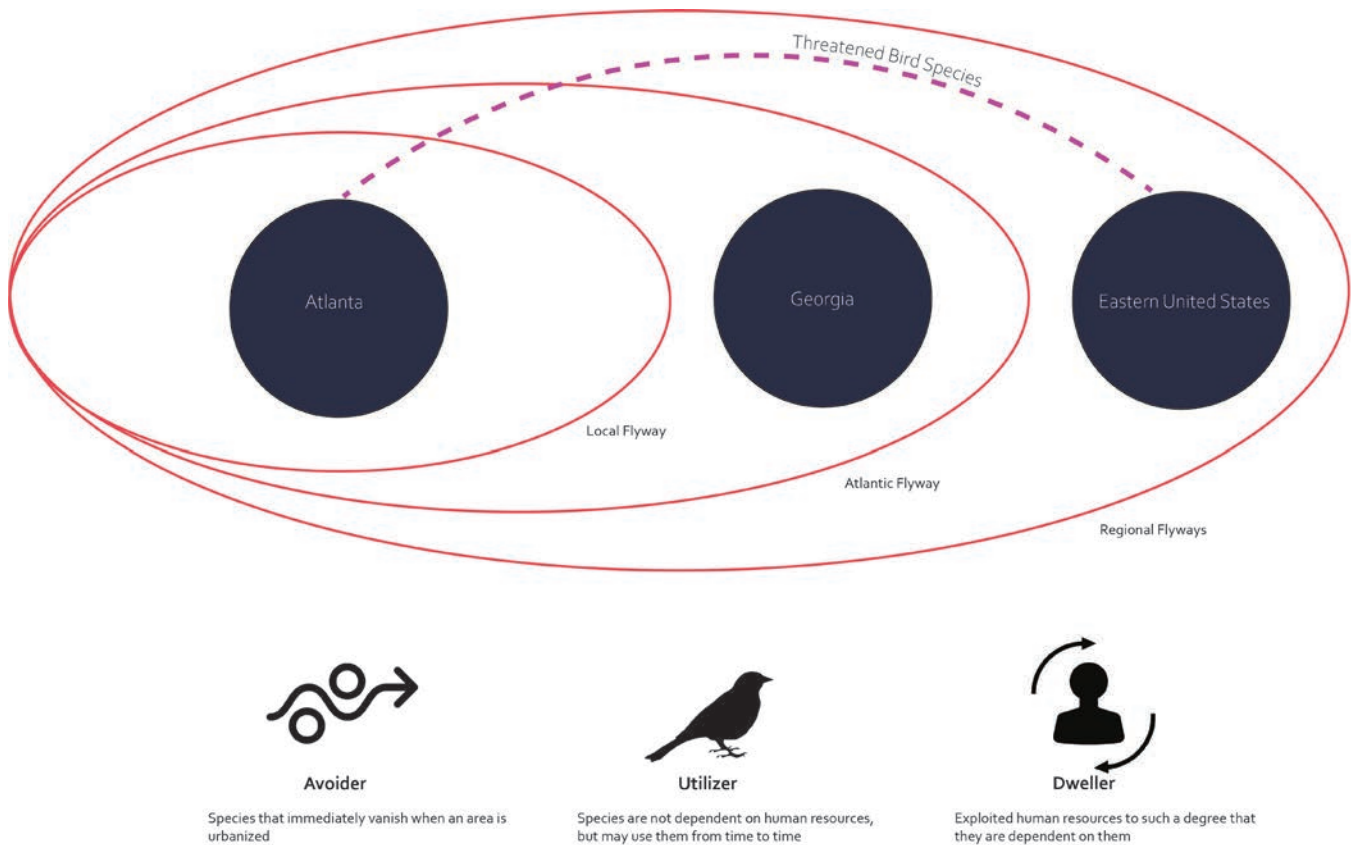 Threatened Bird Species
Atlanta
Georgia
Eastern United States
Local Flyway
Atlantic Flyway
Regional Flyways
Avoider
Species that immediately vanish when an area is
urbanized
Utilizer
Species are not dependent on human resources,
but may use them from time to time
Dweller
Exploited human resources to such a degree that
they are dependent on them